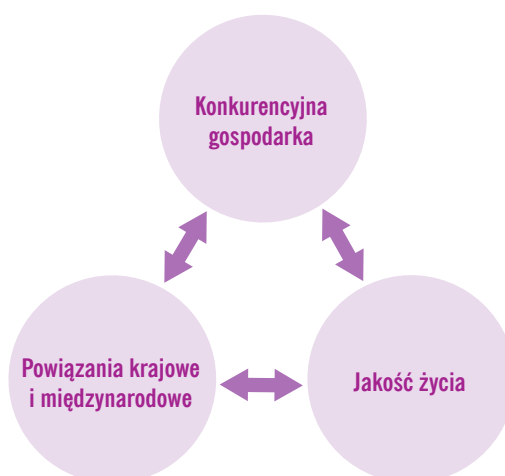 Konkurencyjna
gospodarka
Powiązania krajowe
i międzynarodowe
Jakość życia